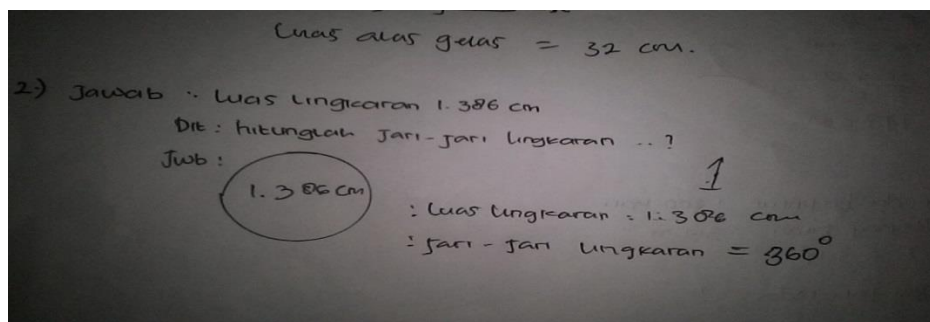 Luas alas gelas = 32 cm.
2.) Jawab : Luas lingkaran 1.386 cm
Dit : hitunglah Jari-Jari lingkaran .. ?
Jwb :
1.386 cm
1
: Luas lingkaran : 1.386 cm
: Jari-Jari lingkaran = 360°